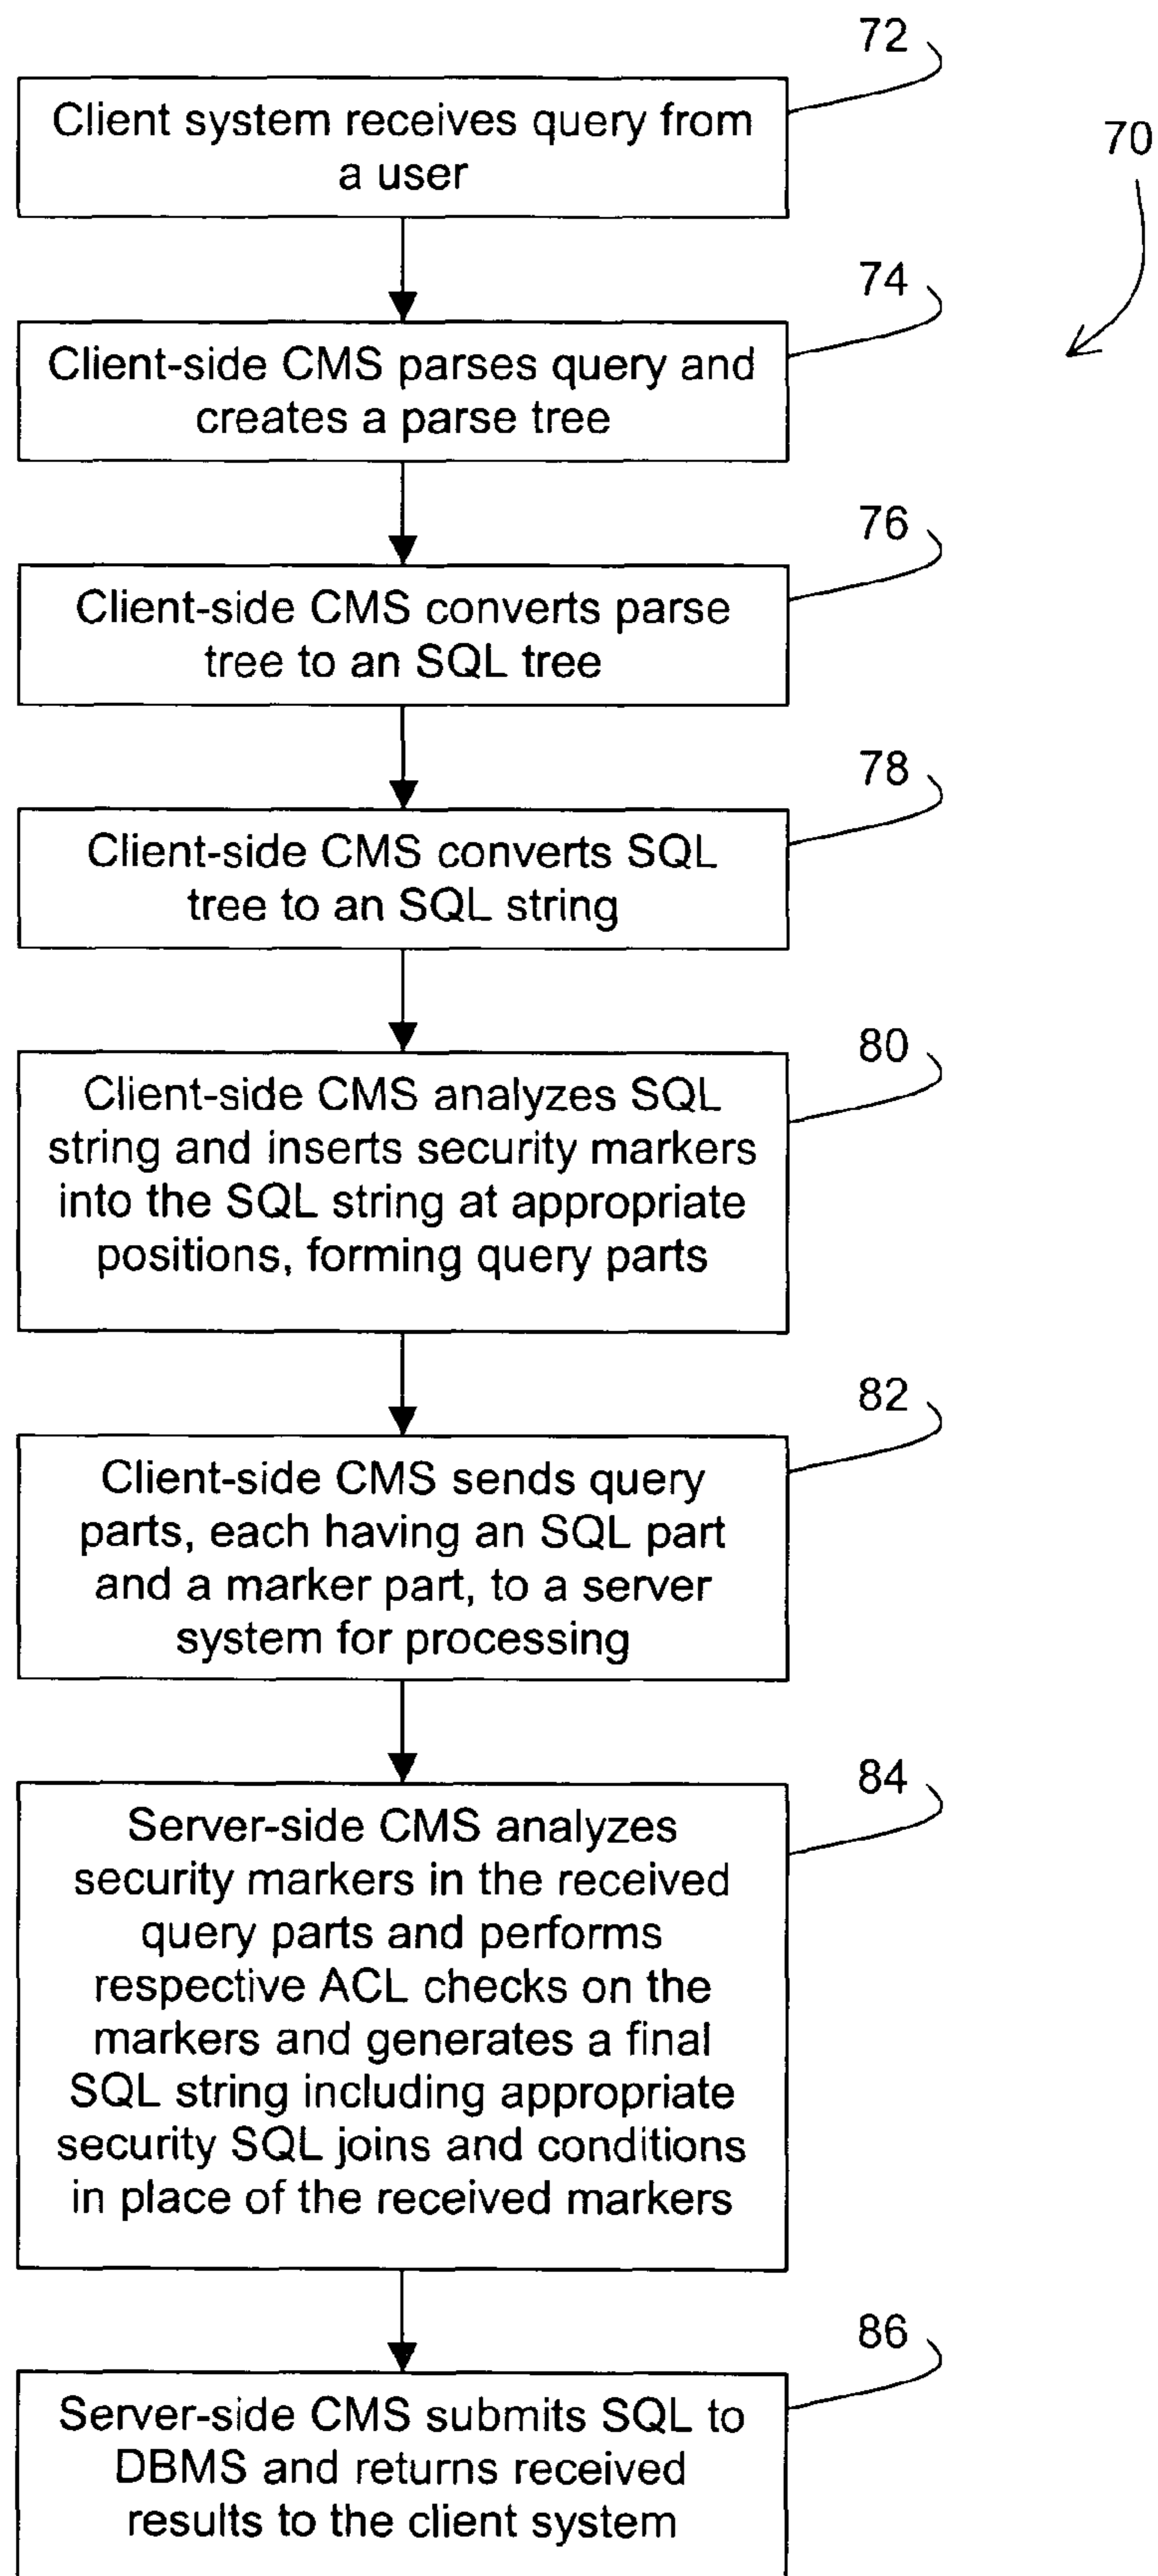 72
Client system receives query from
a user
70
74
Client-side CMS parses query and
creates a parse tree
76
Client-side CMS converts parse
tree to an SQL tree
78
Client-side CMS converts SQL
tree to an SQL string
80
Client-side CMS analyzes SQL
string and inserts security markers
into the SQL string at appropriate
positions, forming query parts
82
Client-side CMS sends query
parts, each having an SQL part
and a marker part, to a server
system for processing
84
Server-side CMS analyzes
security markers in the received
query parts and performs
respective ACL checks on the
markers and generates a final
SQL string including appropriate
security SQL joins and conditions
in place of the received markers
86
Server-side CMS submits SQL to
DBMS and returns received
results to the client system